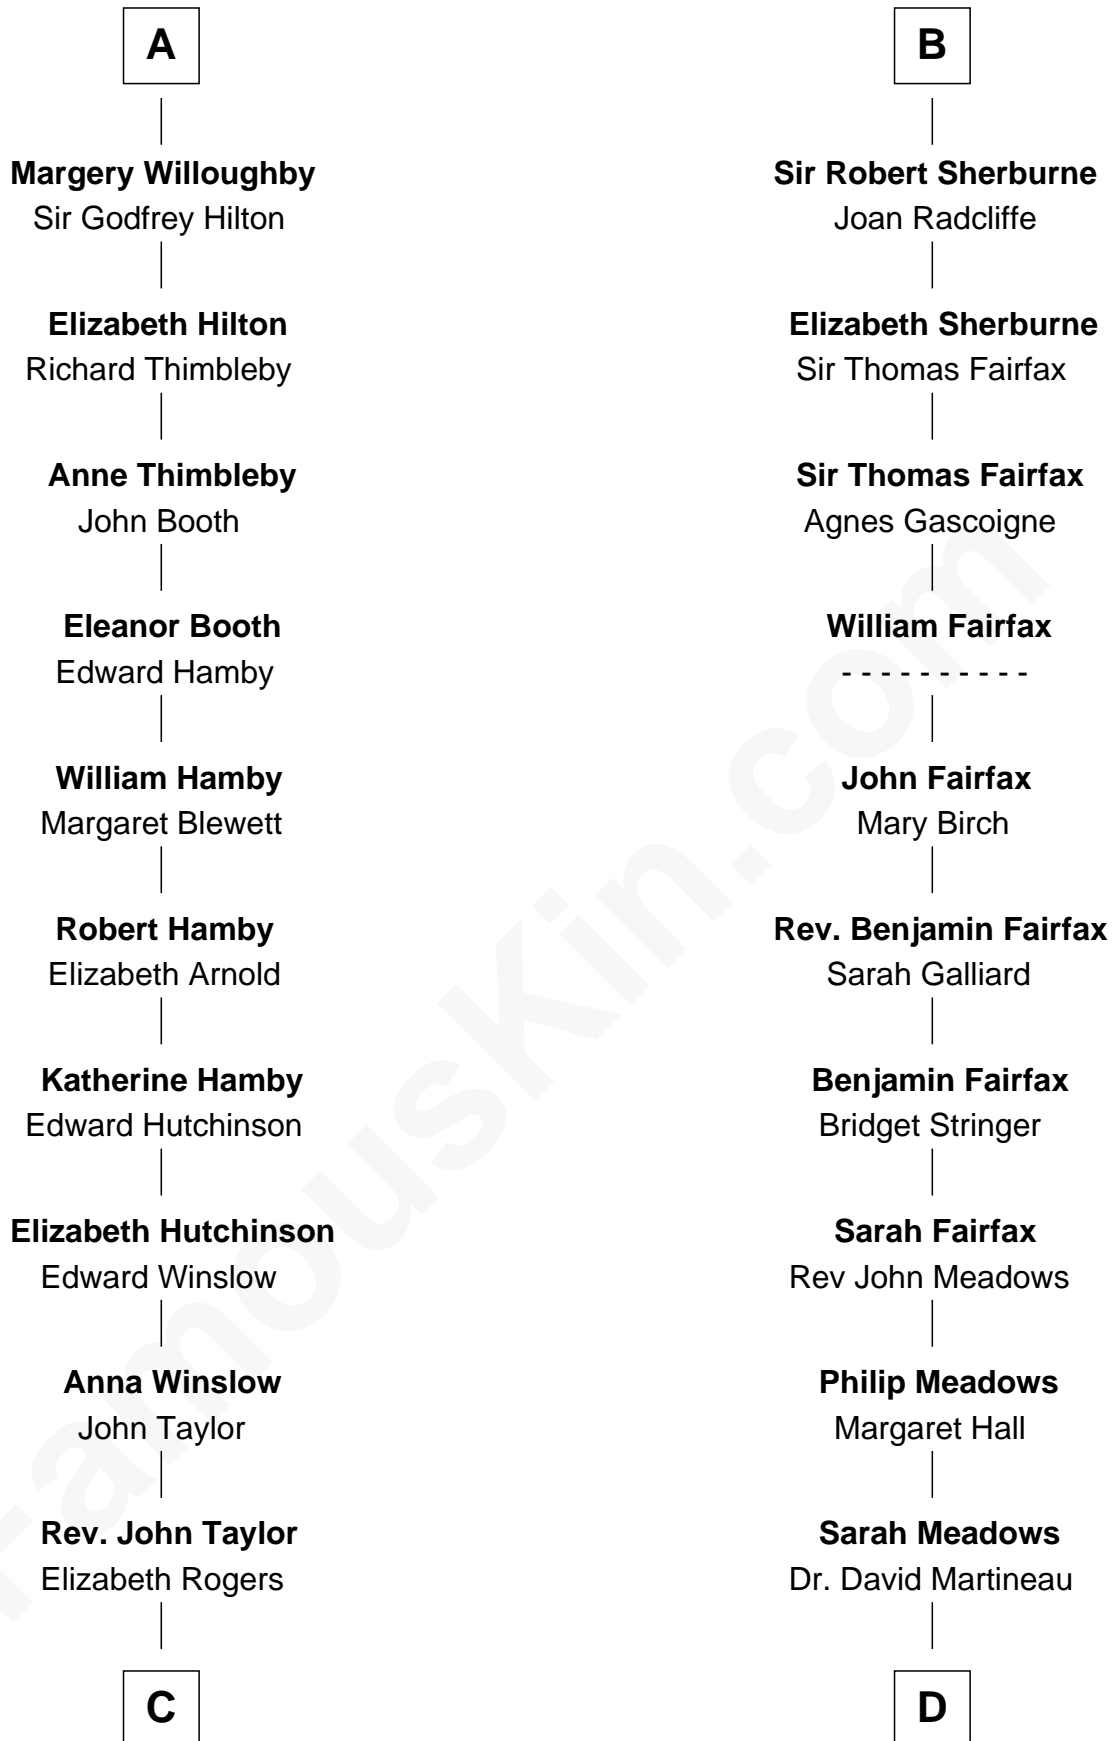 A
Margery Willoughby
Sir Godfrey Hilton
Elizabeth Hilton
Richard Thimbleby
Anne Thimbleby
John Booth
Eleanor Booth
Edward Hamby
William Hamby
Margaret Blewett
Robert Hamby
Elizabeth Arnold
Katherine Hamby
Edward Hutchinson
Elizabeth Hutchinson
Edward Winslow
Anna Winslow
John Taylor
Rev. John Taylor
Elizabeth Rogers
C
B
Sir Robert Sherburne
Joan Radcliffe
Elizabeth Sherburne
Sir Thomas Fairfax
Sir Thomas Fairfax
Agnes Gascoigne
William Fairfax
- - - - - - - - - -
John Fairfax
Mary Birch
Rev. Benjamin Fairfax
Sarah Galliard
Benjamin Fairfax
Bridget Stringer
Sarah Fairfax
Rev John Meadows
Philip Meadows
Margaret Hall
Sarah Meadows
Dr. David Martineau
D
FamousKin.com